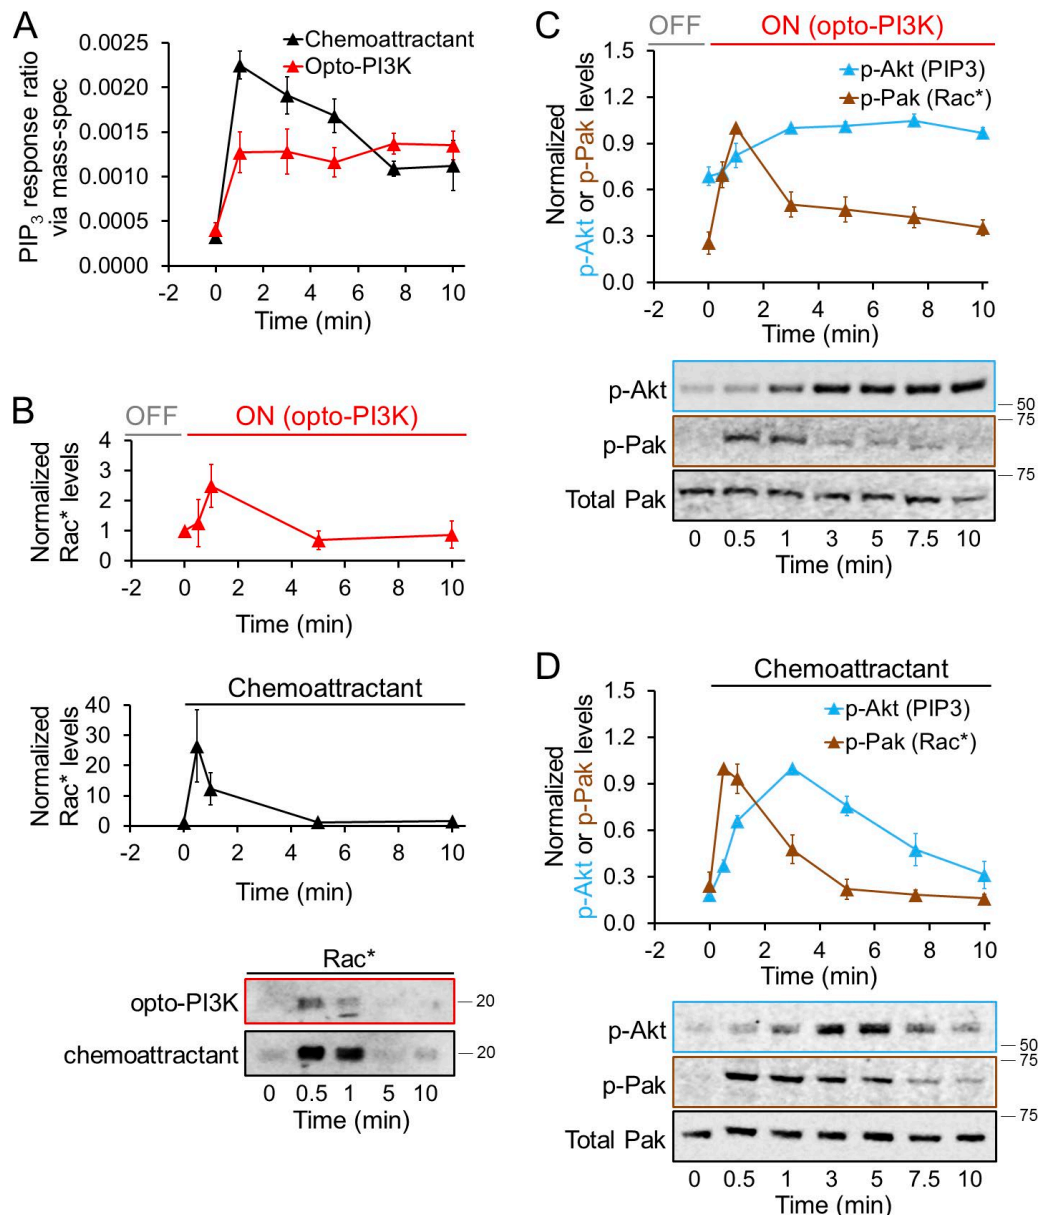 A
0.0025
0.0020
0.0015
0.0010
0.0005
0.0000
PIP3 response ratio
via mass-spec
Chemoattractant
Opto-PI3K
-2 0 2 4 6 8 10
Time (min)
B
OFF ON (opto-PI3K)
4
3
2
1
0
Normalized
Rac* levels
-2 0 2 4 6 8 10
Time (min)
Chemoattractant
40
30
20
10
0
Normalized
Rac* levels
-2 0 2 4 6 8 10
Time (min)
Rac*
opto-PI3K 20
chemoattractant 20
0 0.5 1 5 10
Time (min)
C
OFF ON (opto-PI3K)
1.5
1.2
0.9
0.6
0.3
0.0
Normalized
p-Akt or p-Pak levels
p-Akt (PIP3)
p-Pak (Rac*)
-2 0 2 4 6 8 10
Time (min)
p-Akt
50
75
p-Pak
75
Total Pak
0 0.5 1 3 5 7.5 10
Time (min)
D
Chemoattractant
1.5
1.2
0.9
0.6
0.3
0.0
Normalized
p-Akt or p-Pak levels
p-Akt (PIP3)
p-Pak (Rac*)
-2 0 2 4 6 8 10
Time (min)
p-Akt
50
75
p-Pak
75
Total Pak
0 0.5 1 3 5 7.5 10
Time (min)